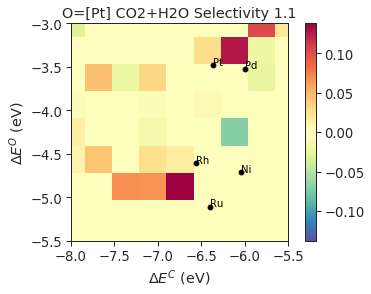 O=[Pt] CO2+H2O Selectivity 1.1
−3.0
−3.5
−4.0
−4.5
−5.0
−5.5
ΔE^O (eV)
Pt
Pd
Rh
Ni
Ru
−8.0 −7.5 −7.0 −6.5 −6.0 −5.5
ΔE^C (eV)
0.10
0.05
0.00
−0.05
−0.10